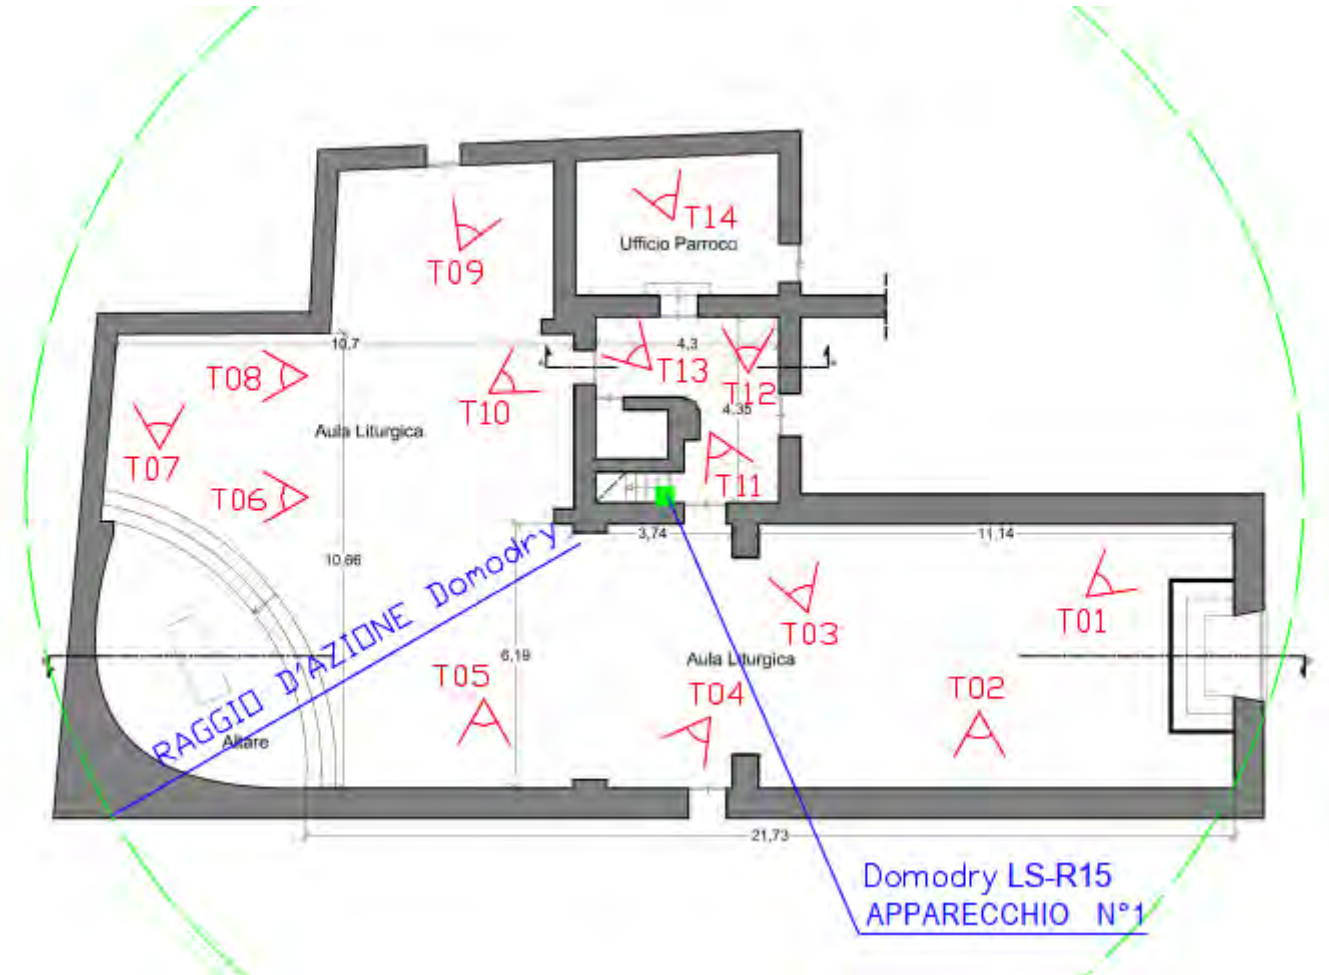 T14
Ufficio Parroco
T09
10,7
4,3
T13
T08
T12
T10
4,35
Aula Liturgica
T07
T11
T06
3,74
11,14
10,66
RAGGIO D'AZIONE Domodry
T01
T03
6,19
Aula Liturgica
T05
T04
T02
Altare
21,73
Domodry LS-R15
APPARECCHIO N°1